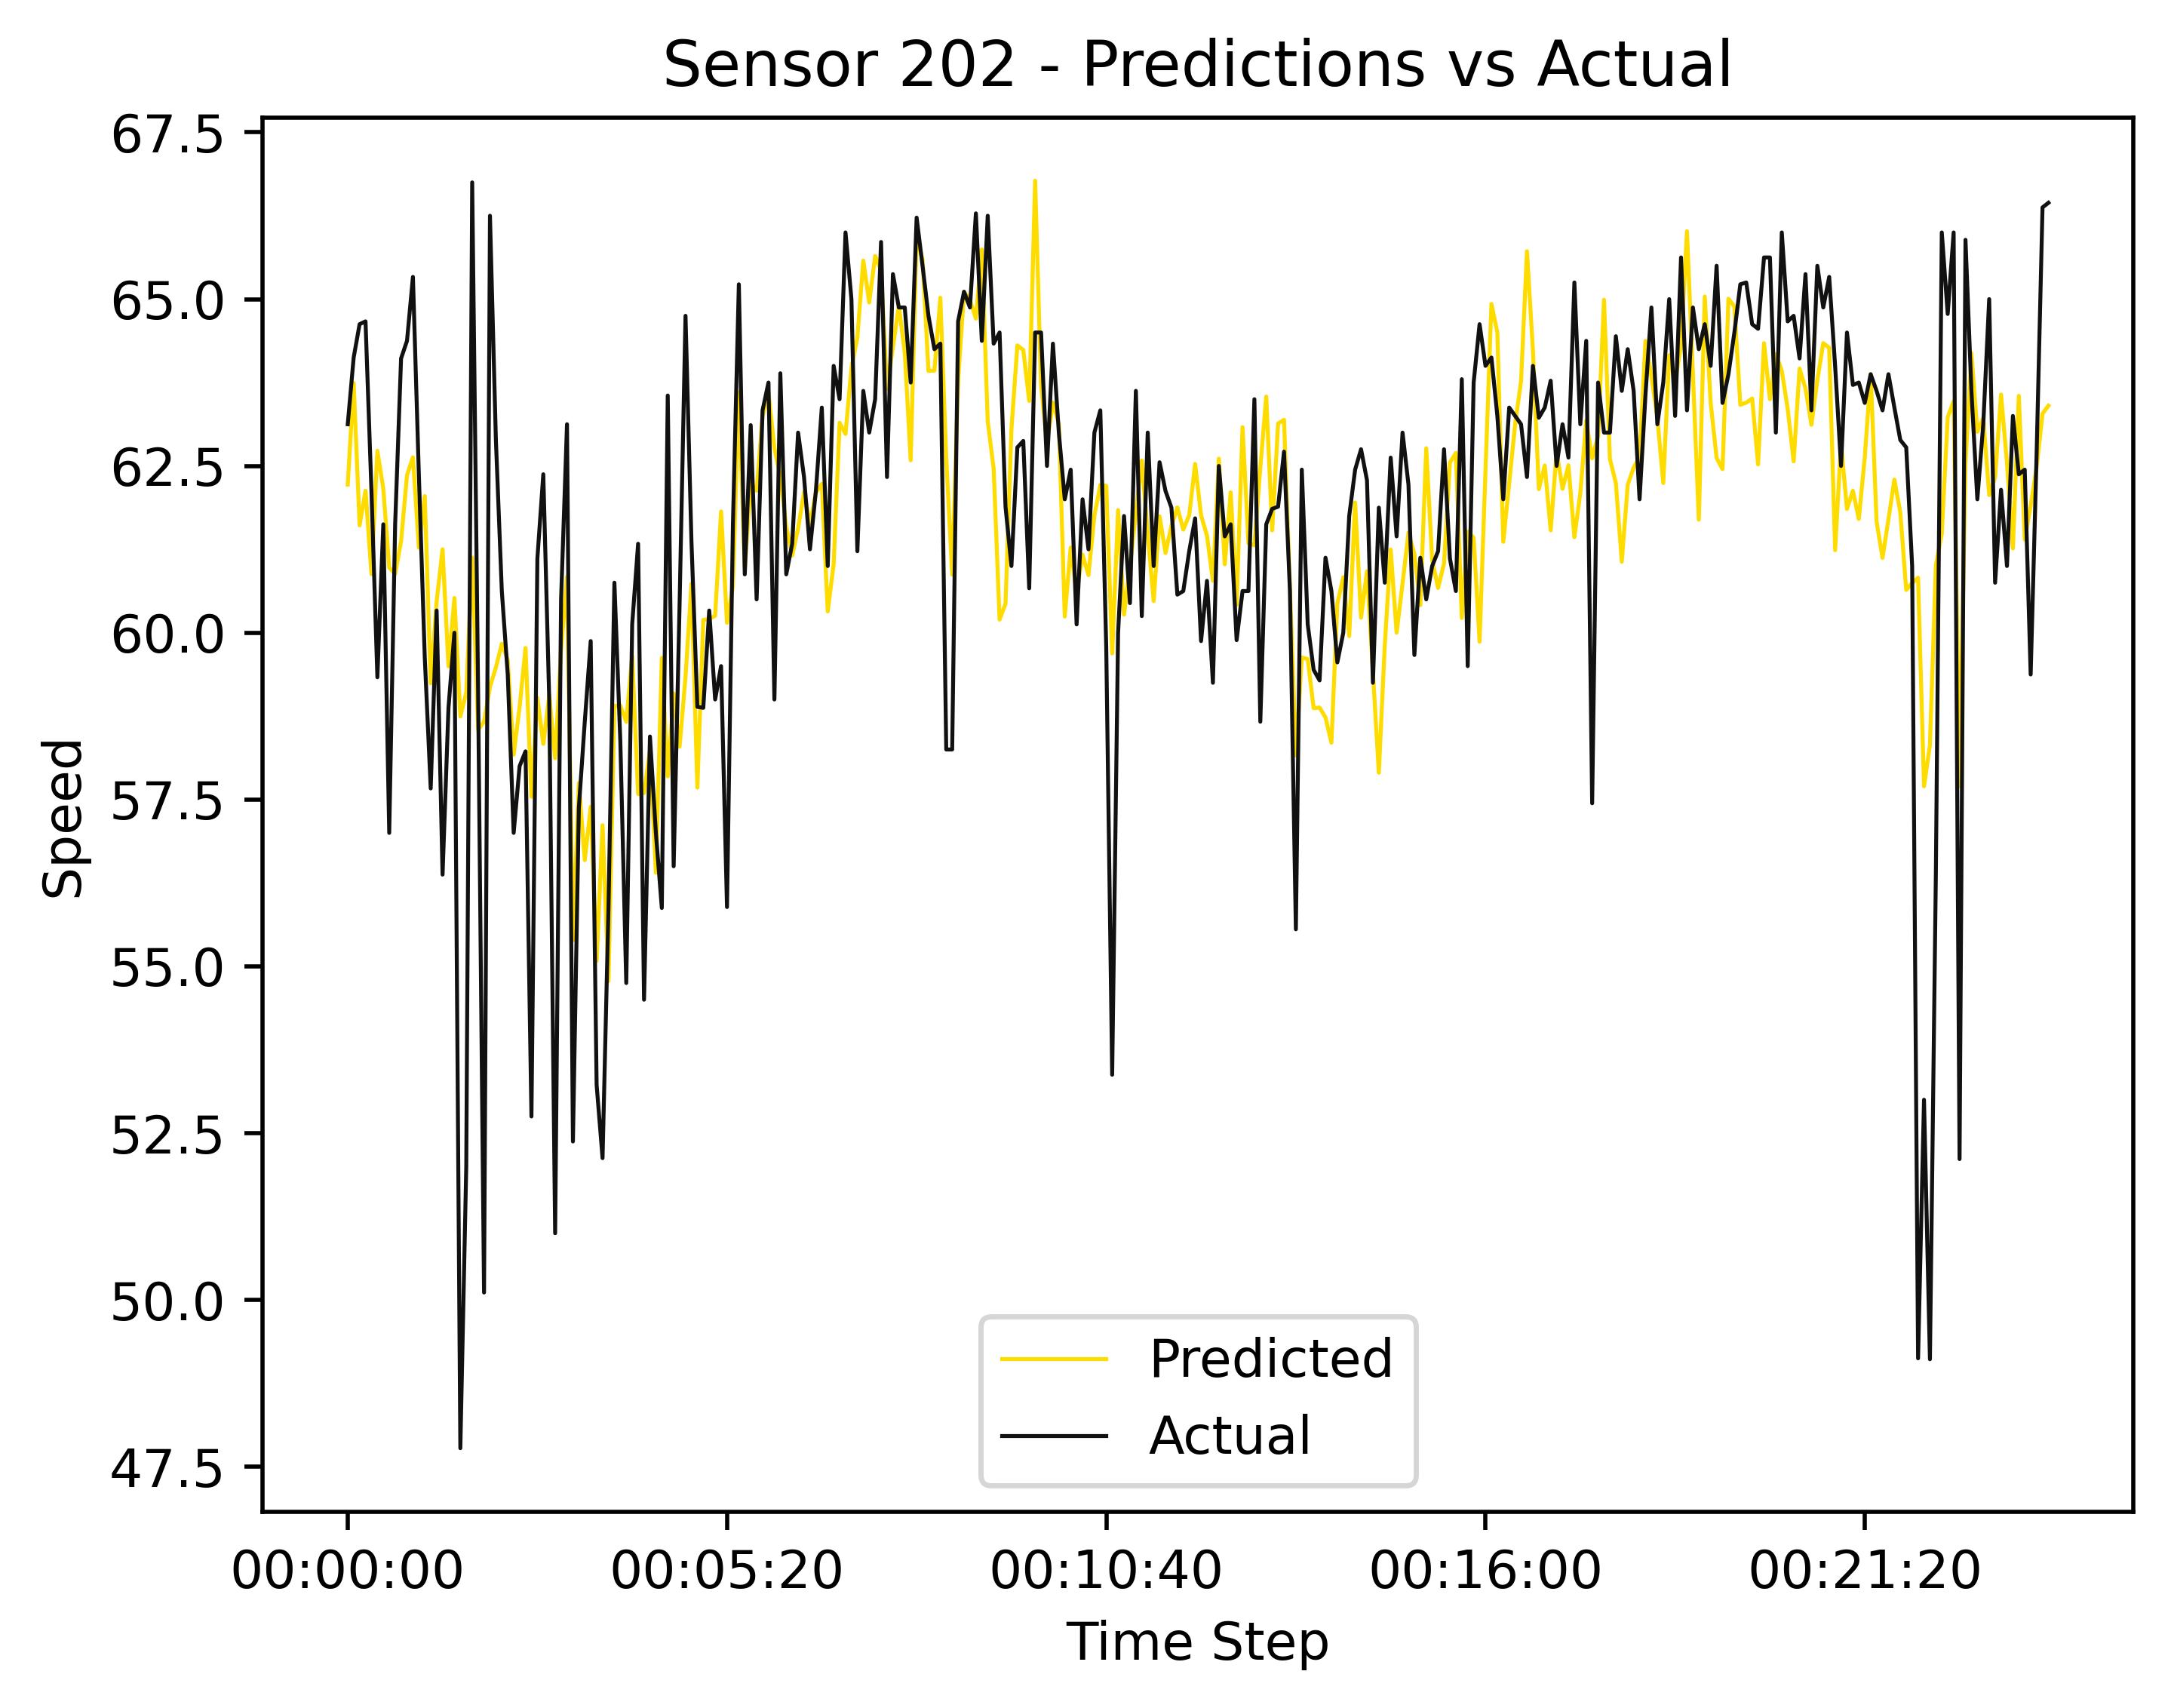 Sensor 202 - Predictions vs Actual
67.5
65.0
62.5
60.0
57.5
55.0
52.5
50.0
47.5
Speed
Predicted
Actual
00:00:00 00:05:20 00:10:40 00:16:00 00:21:20
Time Step